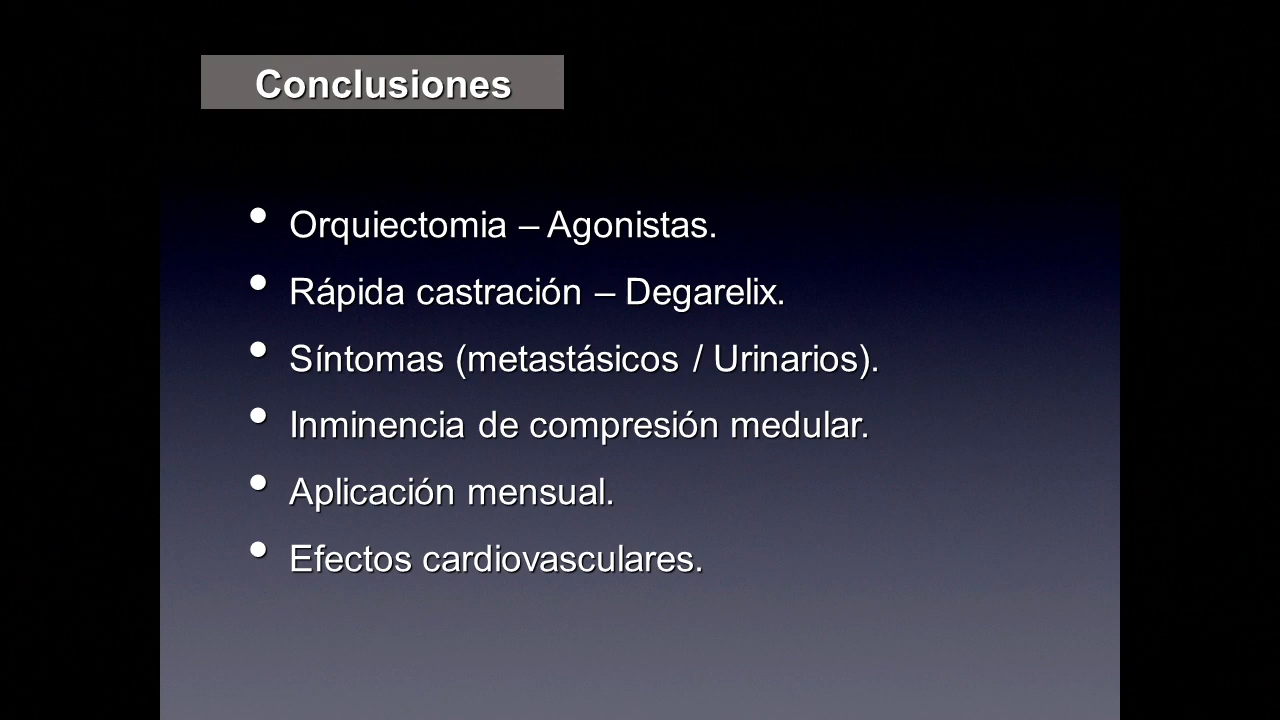 Conclusiones
• Orquiectomia – Agonistas.
• Rápida castración – Degarelix.
• Síntomas (metastásicos / Urinarios).
• Inminencia de compresión medular.
• Aplicación mensual.
• Efectos cardiovasculares.